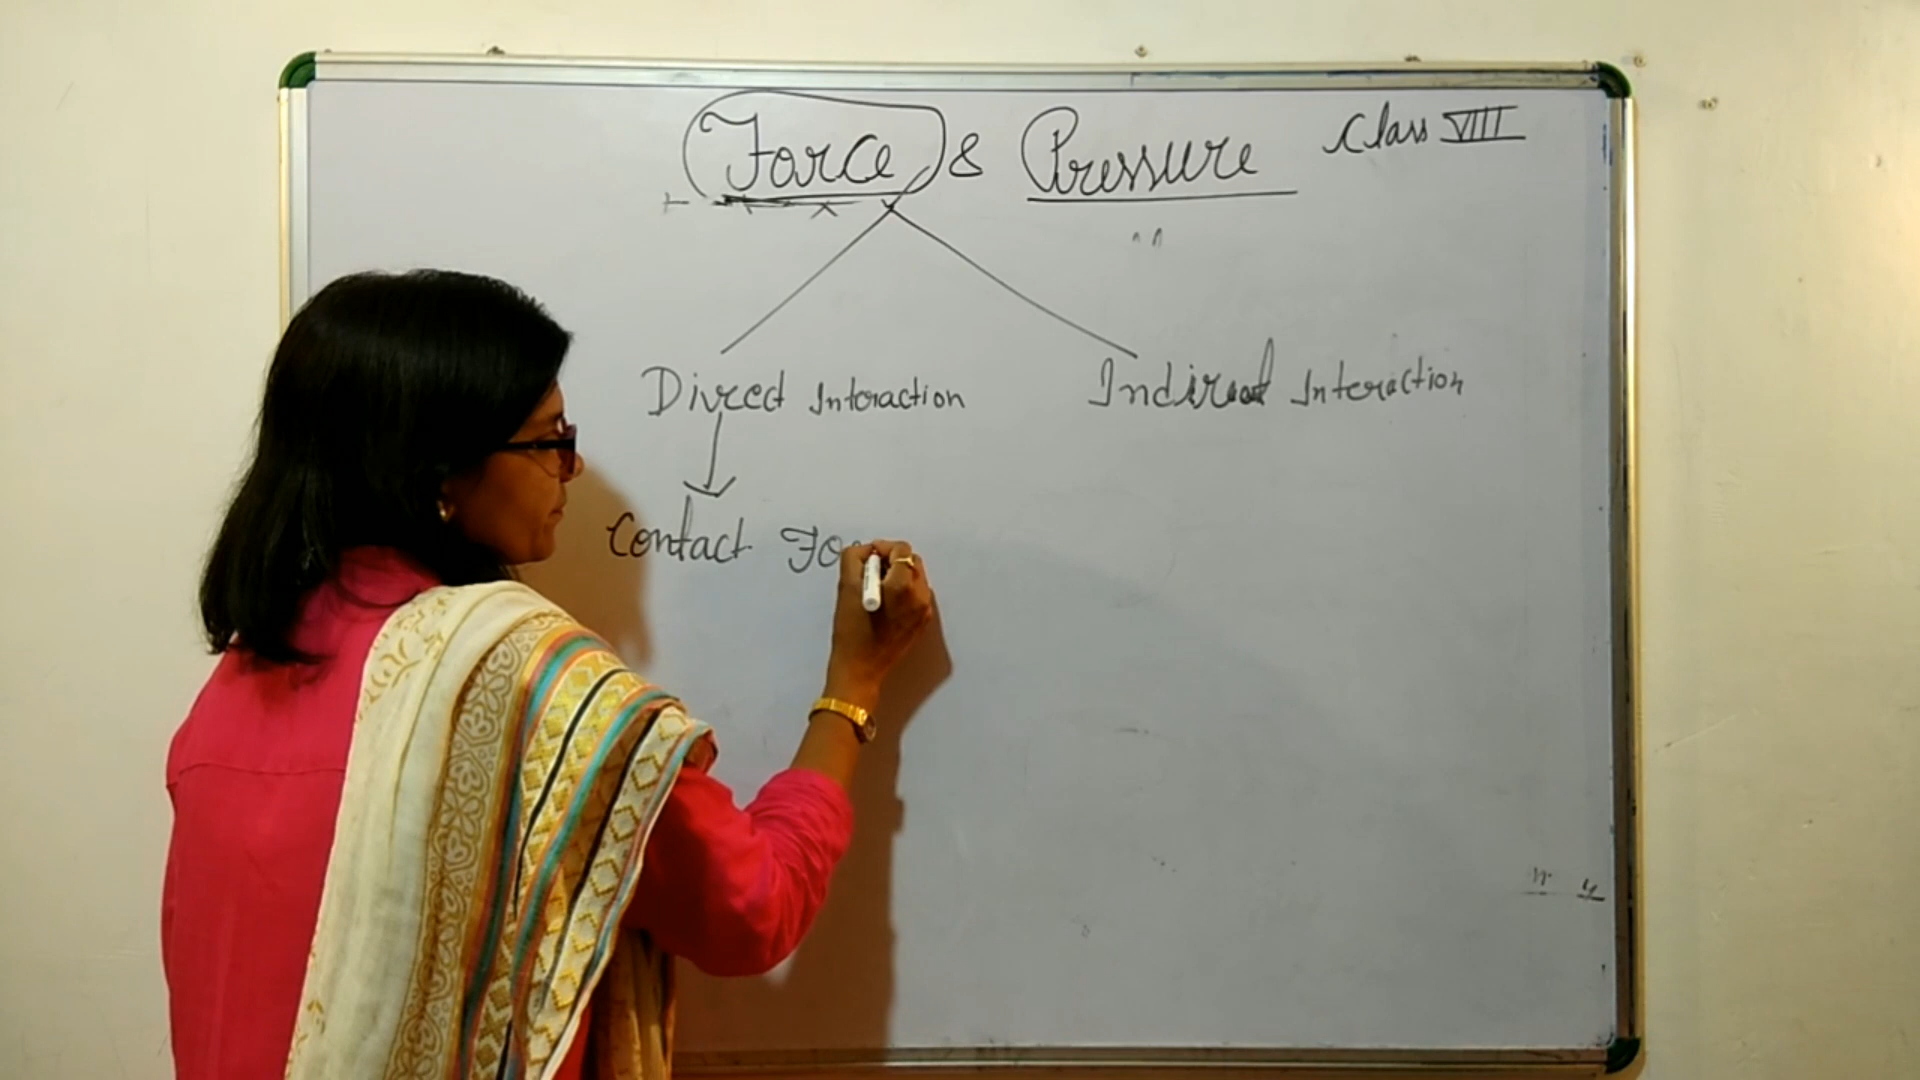 Force & Pressure Class VIII
Direct Interaction Indirect Interaction
Contact Fo